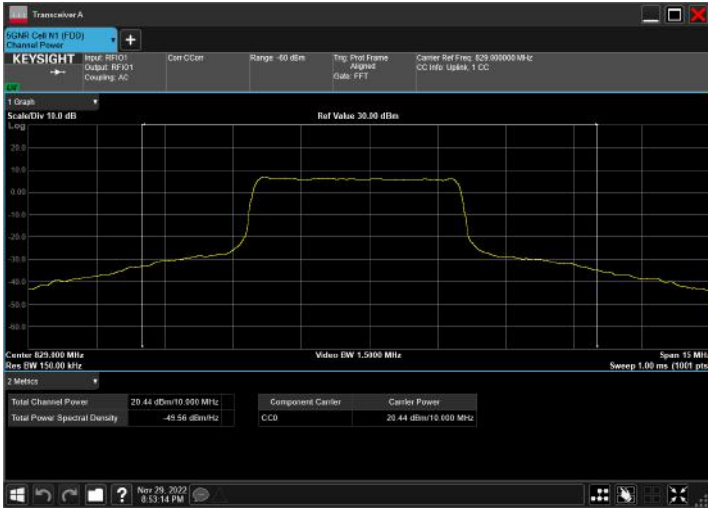 Transceiver A
5GNR Cell N1 (FDD)
Channel Power
KEYSIGHT
Input: RFIO1
Output: RFIO1
Coupling: AC
Corr CCorr
Range -60 dBm
Trig: Prot Frame
Aligned
Gate: FFT
Carrier Ref Freq: 829.000000 MHz
CC Info: Uplink, 1 CC
1 Graph
Scale/Div 10.0 dB
Ref Value 30.00 dBm
Log
20.0
10.0
0.00
-10.0
-20.0
-30.0
-40.0
-50.0
-60.0
Center 829.000 MHz
Video BW 1.5000 MHz
Span 15 MHz
Res BW 150.00 kHz
Sweep 1.00 ms (1001 pts
2 Metrics
Total Channel Power 20.44 dBm/10.000 MHz
Total Power Spectral Density -49.56 dBm/Hz
Component Carrier Carrier Power
CC0 20.44 dBm/10.000 MHz
Nov 29, 2022
8:53:14 PM